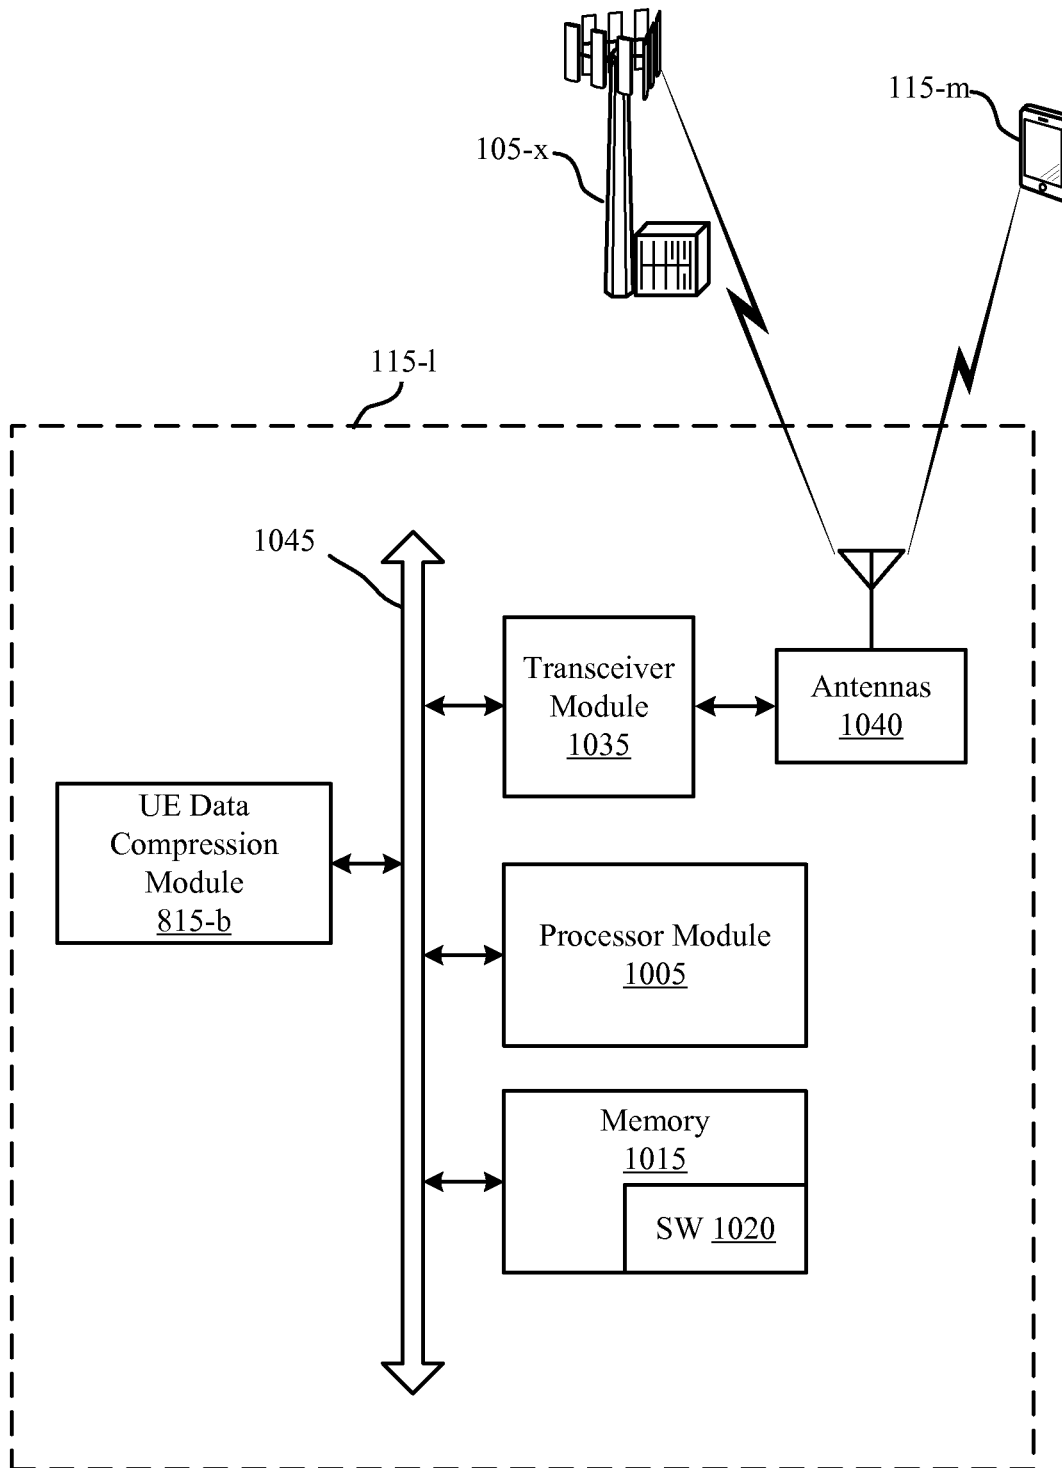 115-m
105-x
115-l
1045
Transceiver
Module
1035
Antennas
1040
UE Data
Compression
Module
815-b
Processor Module
1005
Memory
1015
SW 1020